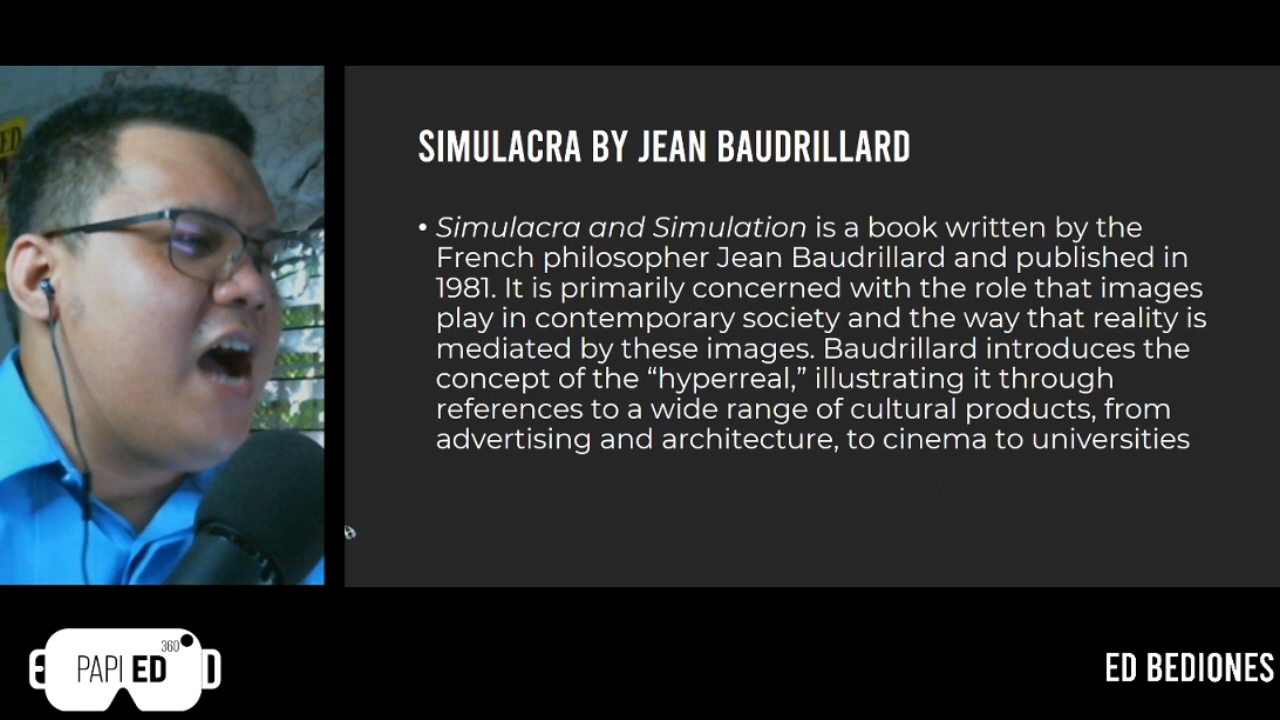 ED
SIMULACRA BY JEAN BAUDRILLARD
• Simulacra and Simulation is a book written by the
French philosopher Jean Baudrillard and published in
1981. It is primarily concerned with the role that images
play in contemporary society and the way that reality is
mediated by these images. Baudrillard introduces the
concept of the “hyperreal,” illustrating it through
references to a wide range of cultural products, from
advertising and architecture, to cinema to universities
360
PAPI ED
ED BEDIONES